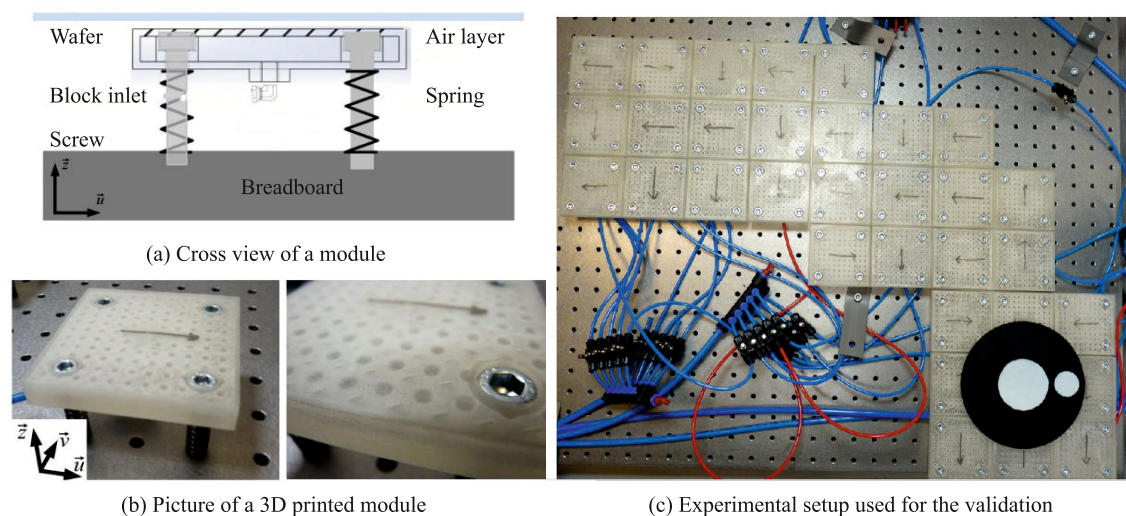 Wafer
Air layer
Block inlet
Spring
Screw
z
Breadboard
u
(a) Cross view of a module
z
v
u
(b) Picture of a 3D printed module
(c) Experimental setup used for the validation